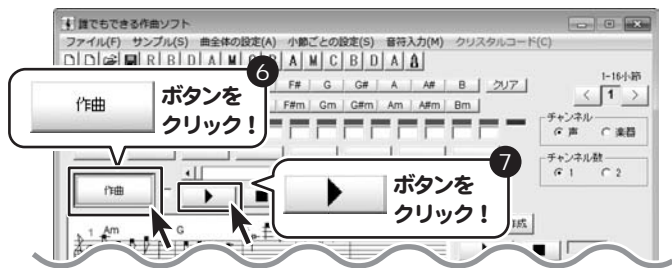 誰でもできる作曲ソフト
ファイル(F) サンプル(S) 曲全体の設定(A) 小節ごとの設定(S) 音符入力(M) クリスタルコード(C)
R B D A M A M C B D A
F# G G# A A# B クリア
F#m Gm G#m Am A#m Bm
1-16小節
< 1 >
チャンネル
声 楽器
チャンネル数
1 2
6
作曲
ボタンを
クリック!
作曲
7
ボタンを
クリック!
1 Am G
成